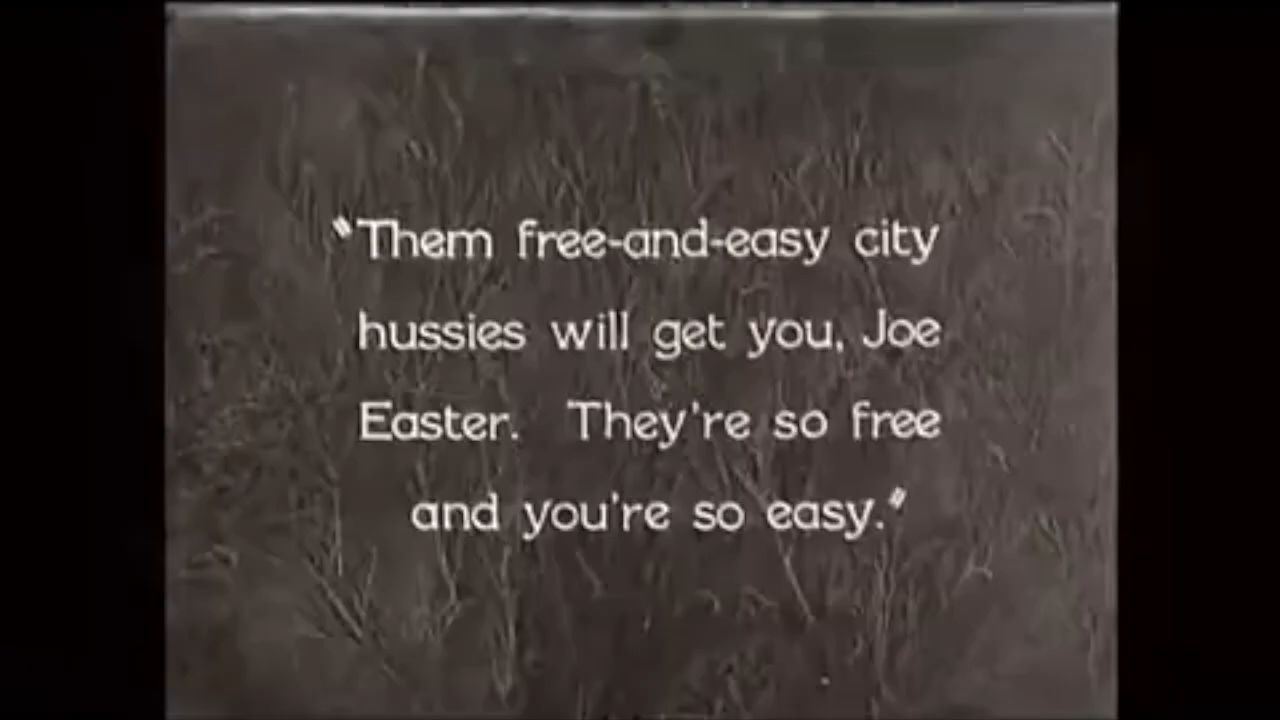 "Them free-and-easy city
hussies will get you, Joe
Easter. They're so free
and you're so easy."